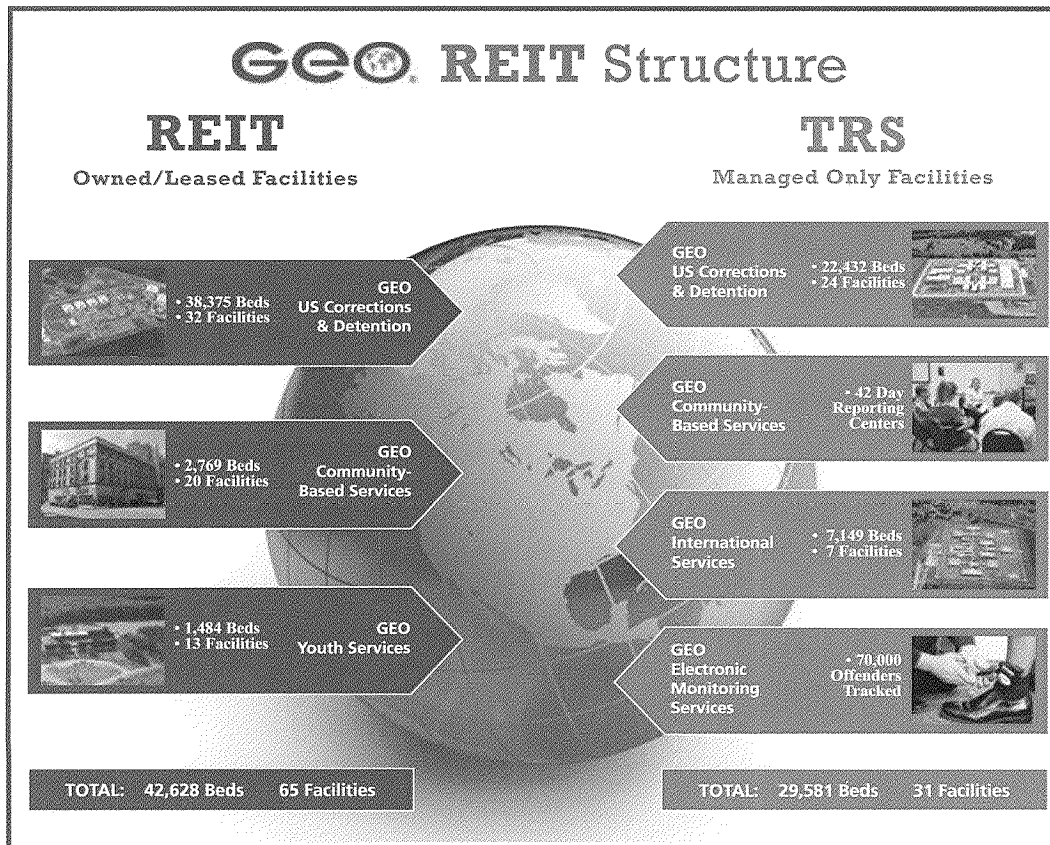 GEO® REIT Structure
REIT
Owned/Leased Facilities
• 38,375 Beds
• 32 Facilities
GEO
US Corrections
& Detention
• 2,769 Beds
• 20 Facilities
GEO
Community-
Based Services
• 1,484 Beds
• 13 Facilities
GEO
Youth Services
TOTAL: 42,628 Beds 65 Facilities
TRS
Managed Only Facilities
GEO
US Corrections
& Detention
• 22,432 Beds
• 24 Facilities
GEO
Community-
Based Services
• 42 Day
Reporting
Centers
GEO
International
Services
• 7,149 Beds
• 7 Facilities
GEO
Electronic
Monitoring
Services
• 70,000
Offenders
Tracked
TOTAL: 29,581 Beds 31 Facilities